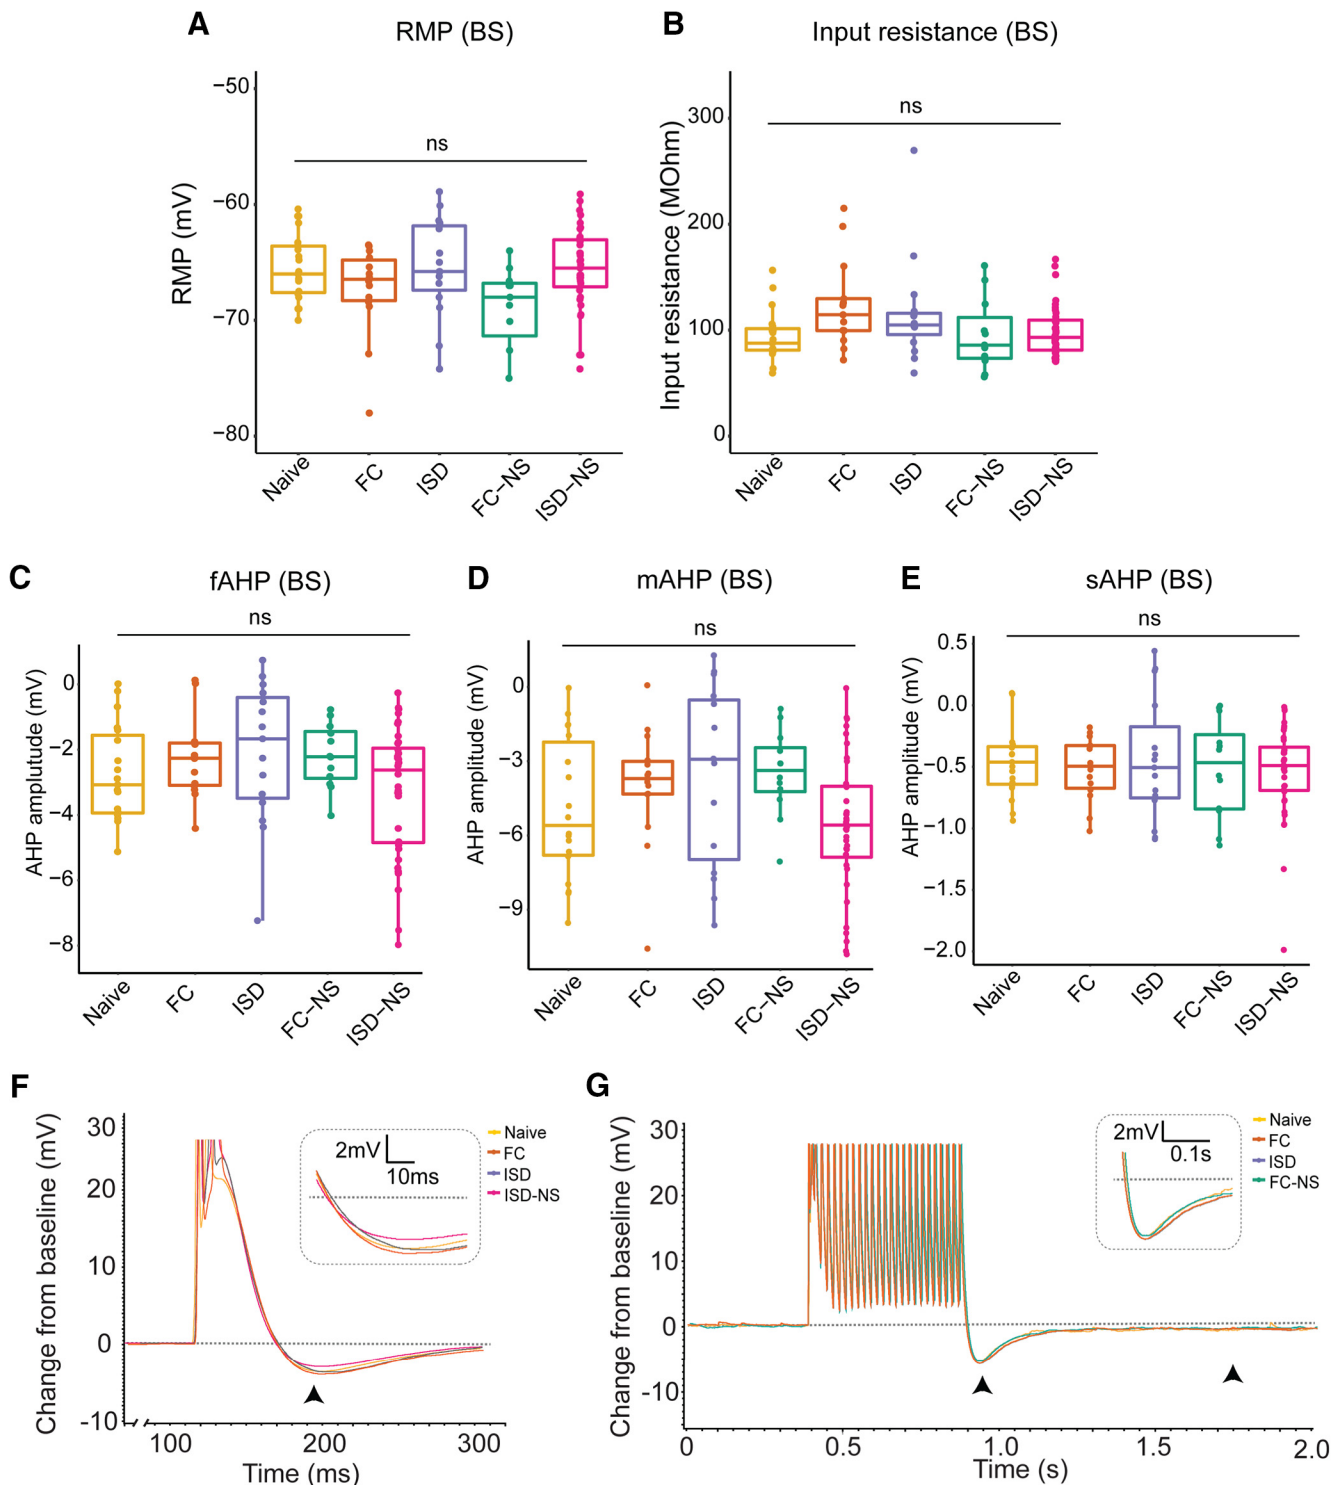 A
RMP (BS)
RMP (mV)
−50
−60
−70
−80
ns
Naive
FC
ISD
FC−NS
ISD−NS
B
Input resistance (BS)
Input resistance (MOhm)
300
200
100
0
ns
Naive
FC
ISD
FC−NS
ISD−NS
C
fAHP (BS)
ns
AHP amplutude (mV)
0
−2
−4
−6
−8
Naive
FC
ISD
FC−NS
ISD−NS
D
mAHP (BS)
ns
AHP amplitude (mV)
0
−3
−6
−9
Naive
FC
ISD
FC−NS
ISD−NS
E
sAHP (BS)
ns
AHP amplitude (mV)
0.5
0.0
−0.5
−1.0
−1.5
−2.0
Naive
FC
ISD
FC−NS
ISD−NS
F
Change from baseline (mV)
30
20
10
0
-10
100
200
300
Time (ms)
2mV
10ms
Naive
FC
ISD
ISD-NS
G
Change from baseline (mV)
30
20
10
0
-10
0
0.5
1.0
1.5
2.0
Time (s)
2mV
0.1s
Naive
FC
ISD
FC-NS